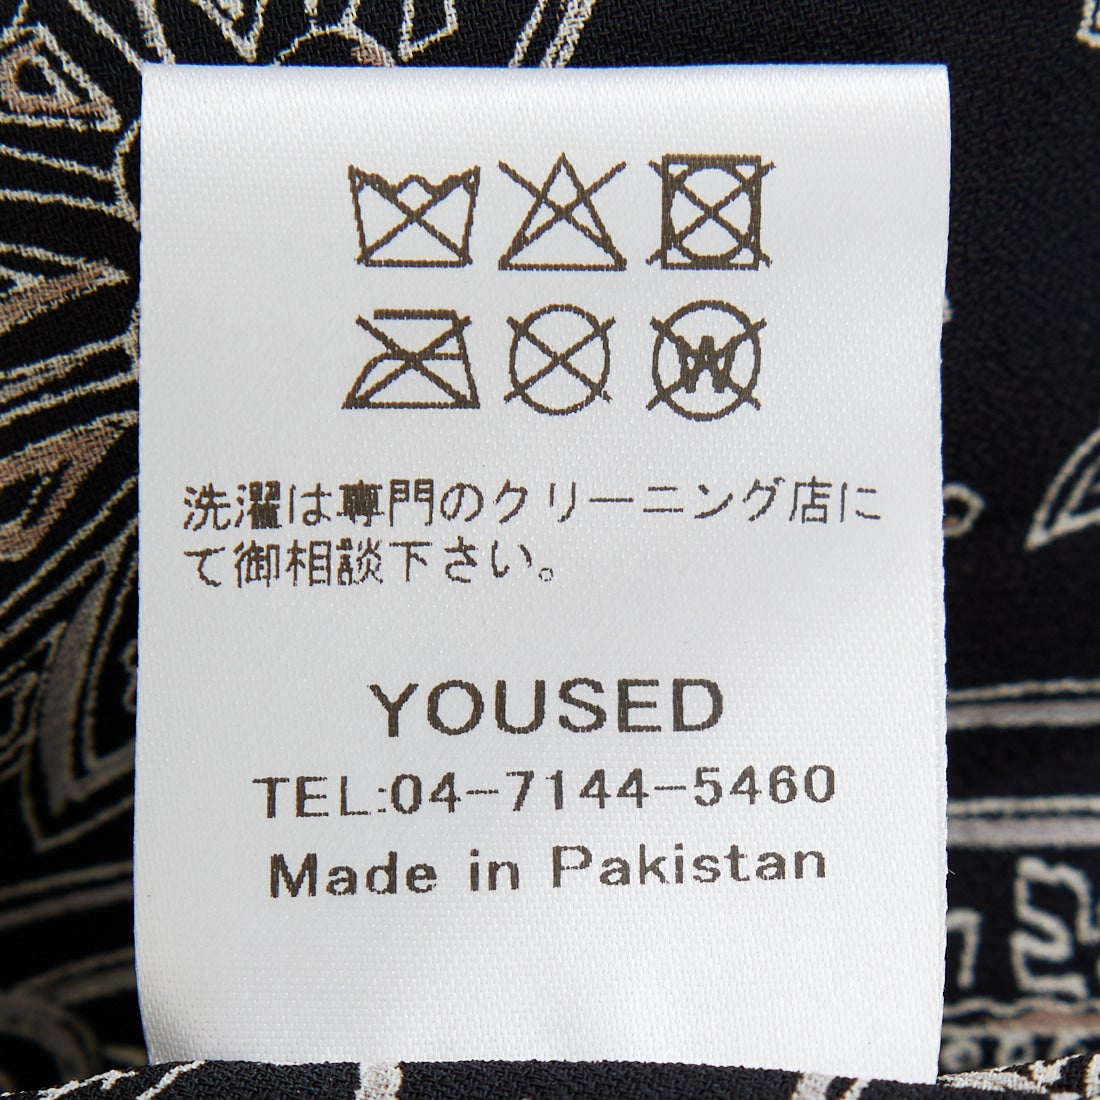 W
洗濯は専門のクリーニング店に
て御相談下さい。
YOUSED
TEL:04-7144-5460
Made in Pakistan